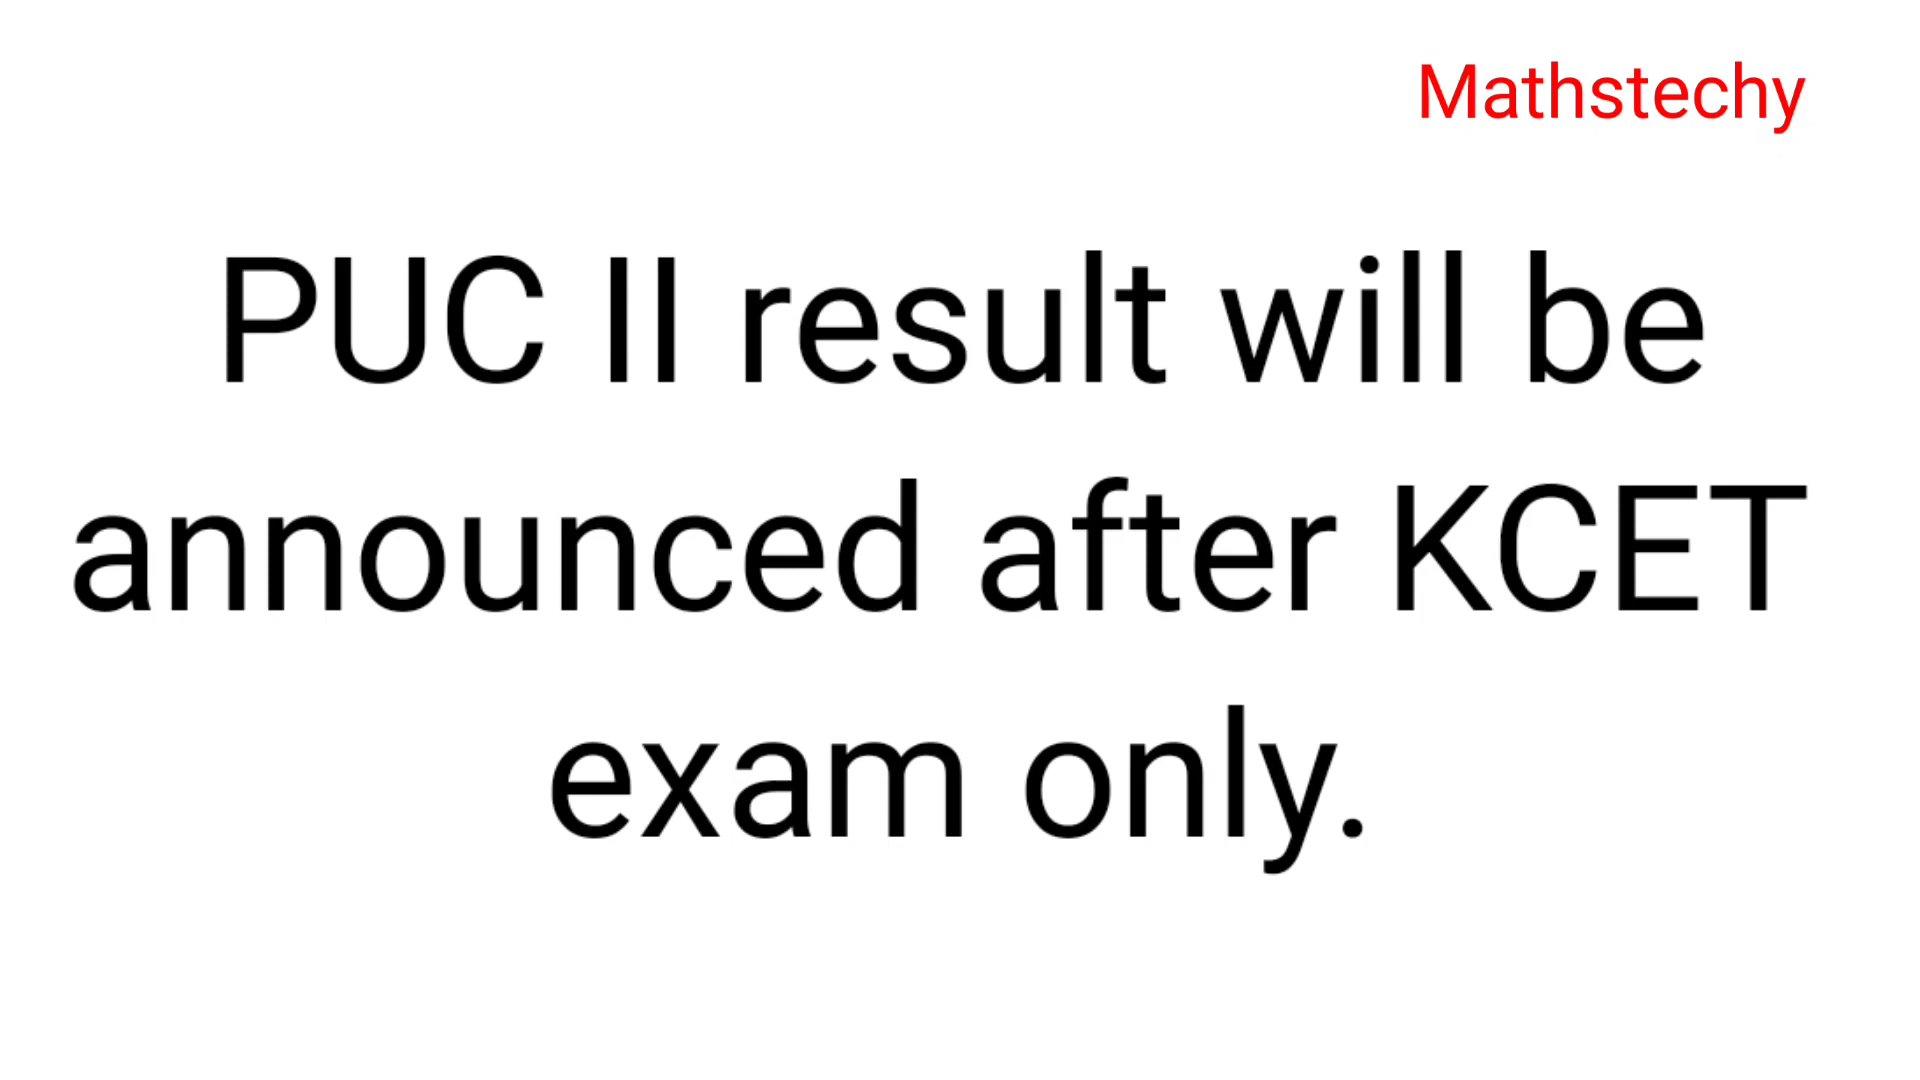 Mathstechy
PUC II result will be
announced after KCET
exam only.